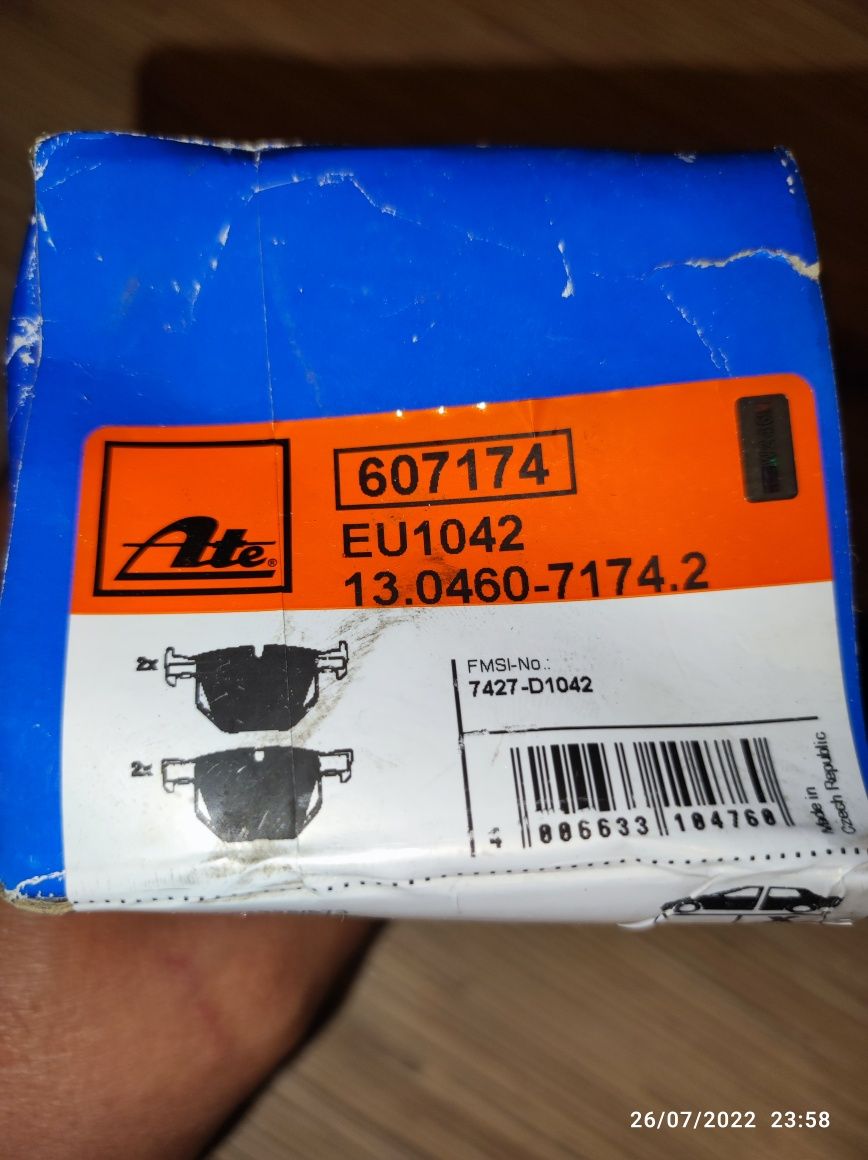 607174
EU1042
13.0460-7174.2
Ate®
2x
2x
FMSI-No.:
7427-D1042
4 006633 104760
Made in
Czech Republic
26/07/2022 23:58